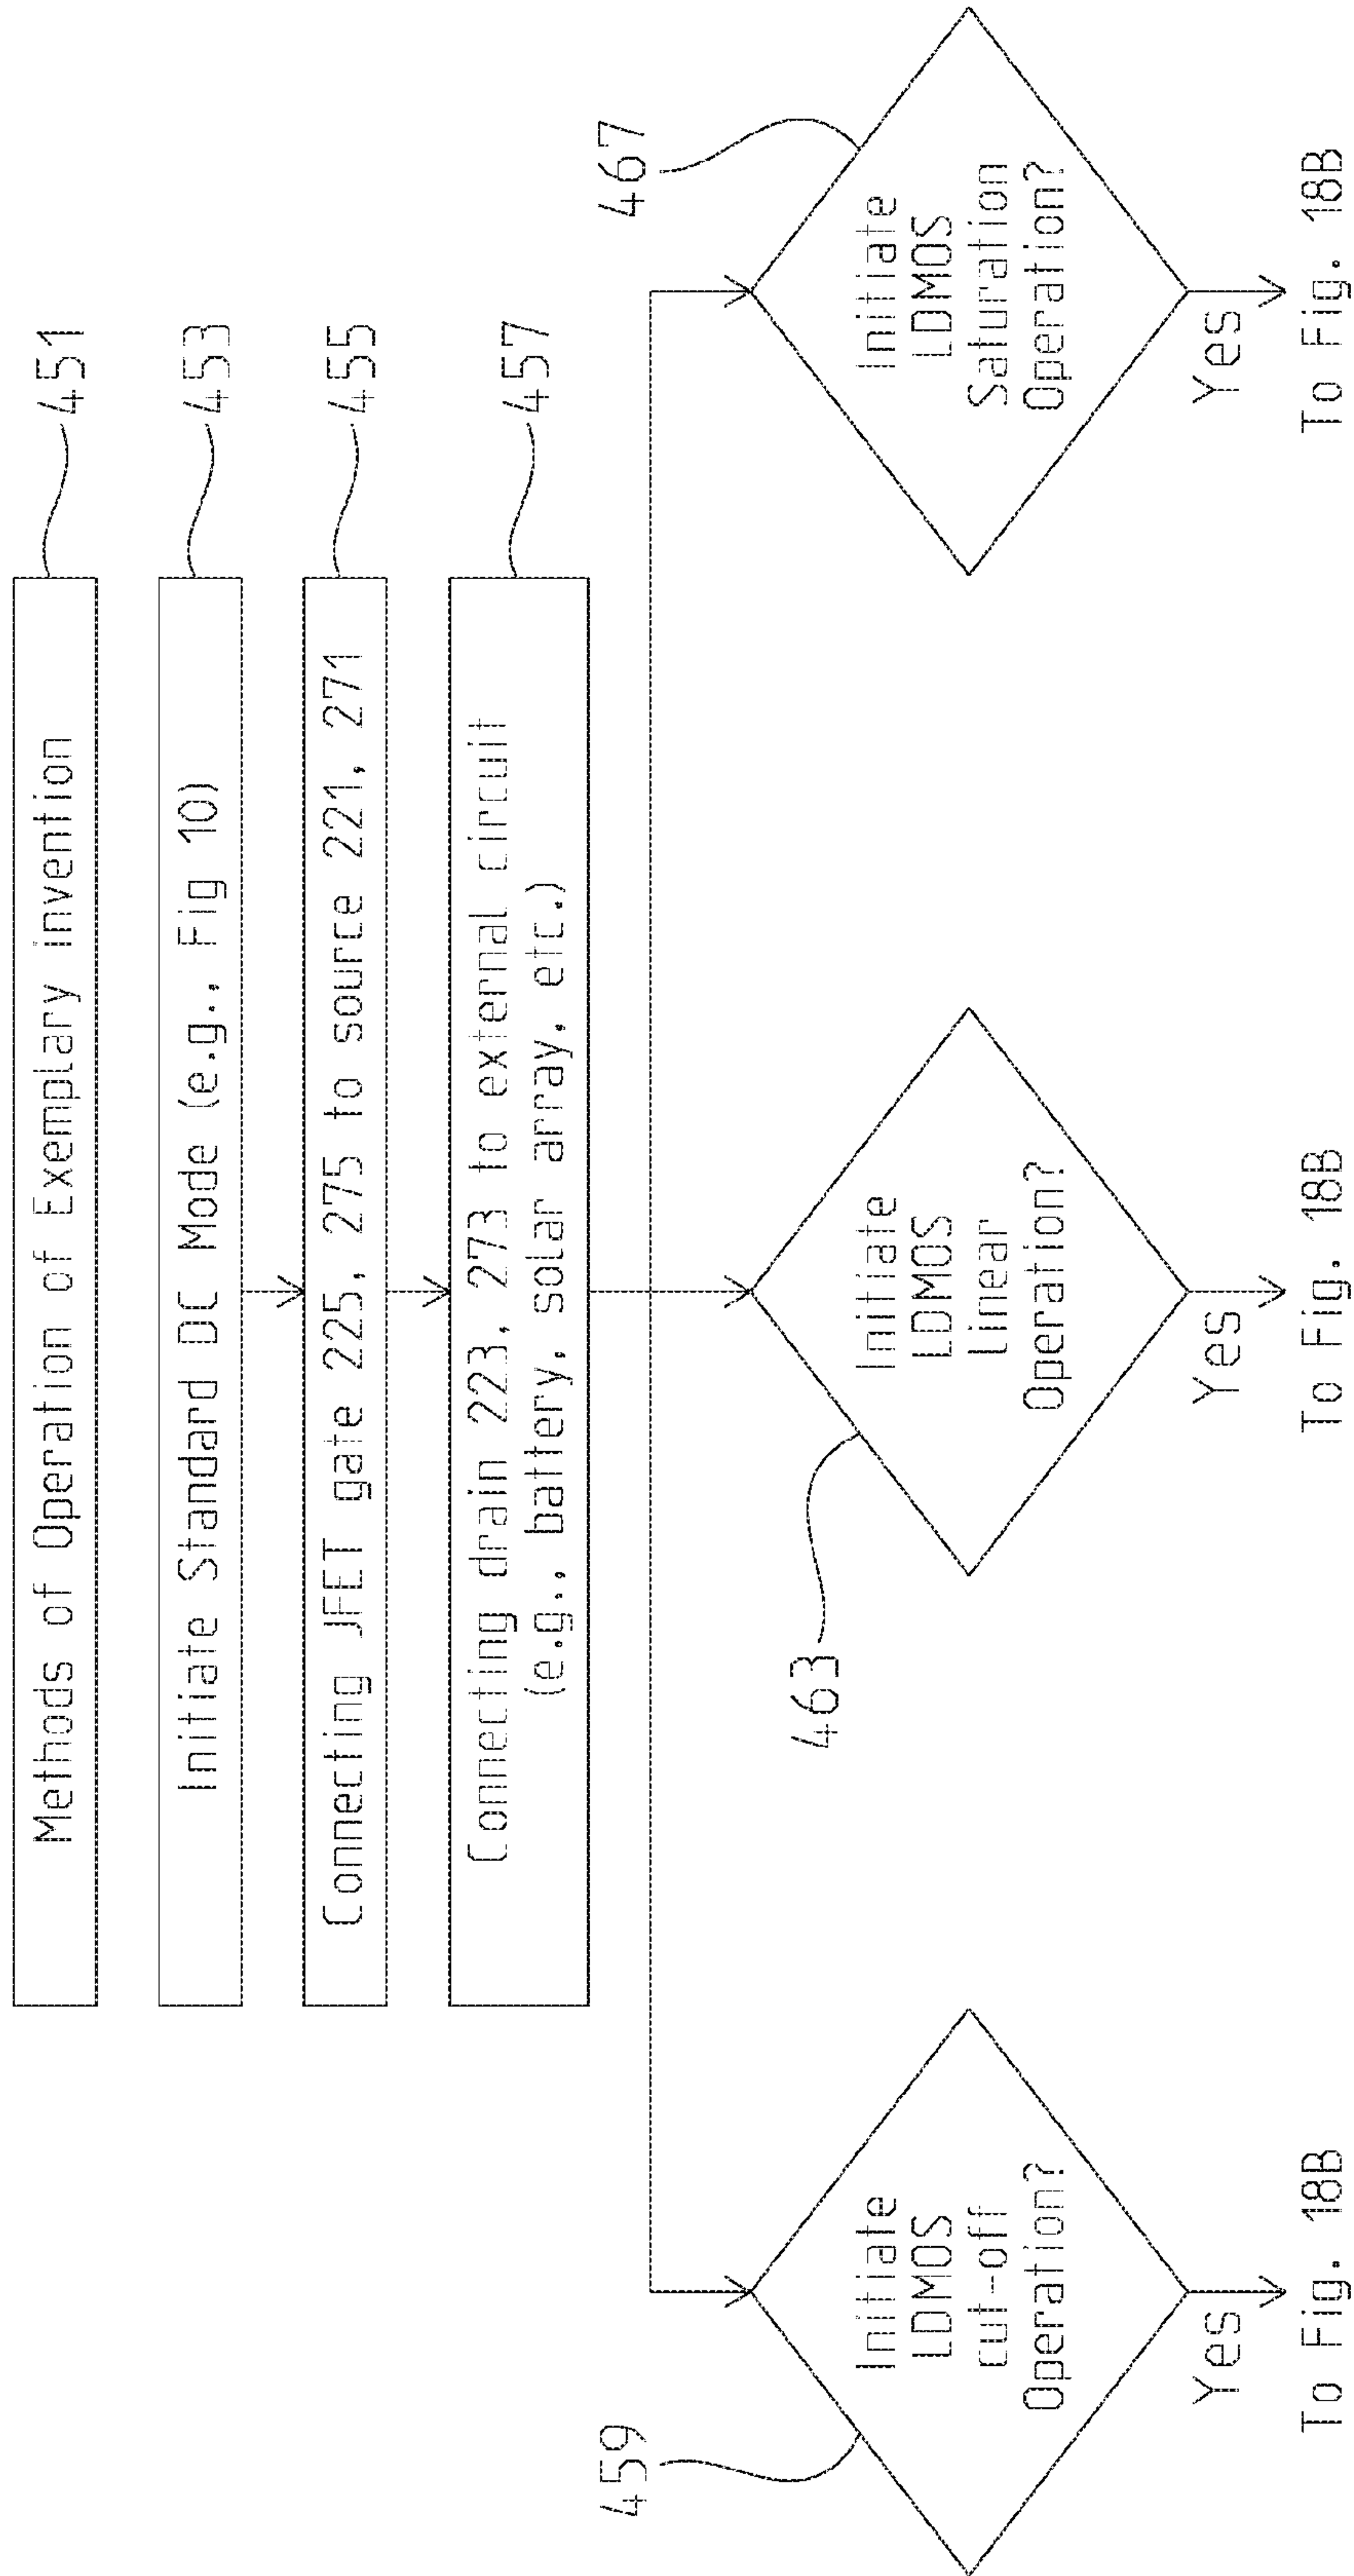 Methods of Operation of Exemplary invention
451
Initiate Standard DC Mode (e.g., Fig 10)
453
Connecting JFET gate 225, 275 to source 221, 271
455
Connecting drain 223, 273 to external circuit
(e.g., battery, solar array, etc.)
457
459
Initiate
LDMOS
cut-off
Operation?
Yes
To Fig. 18B
463
Initiate
LDMOS
Linear
Operation?
Yes
To Fig. 18B
467
Initiate
LDMOS
Saturation
Operation?
Yes
To Fig. 18B